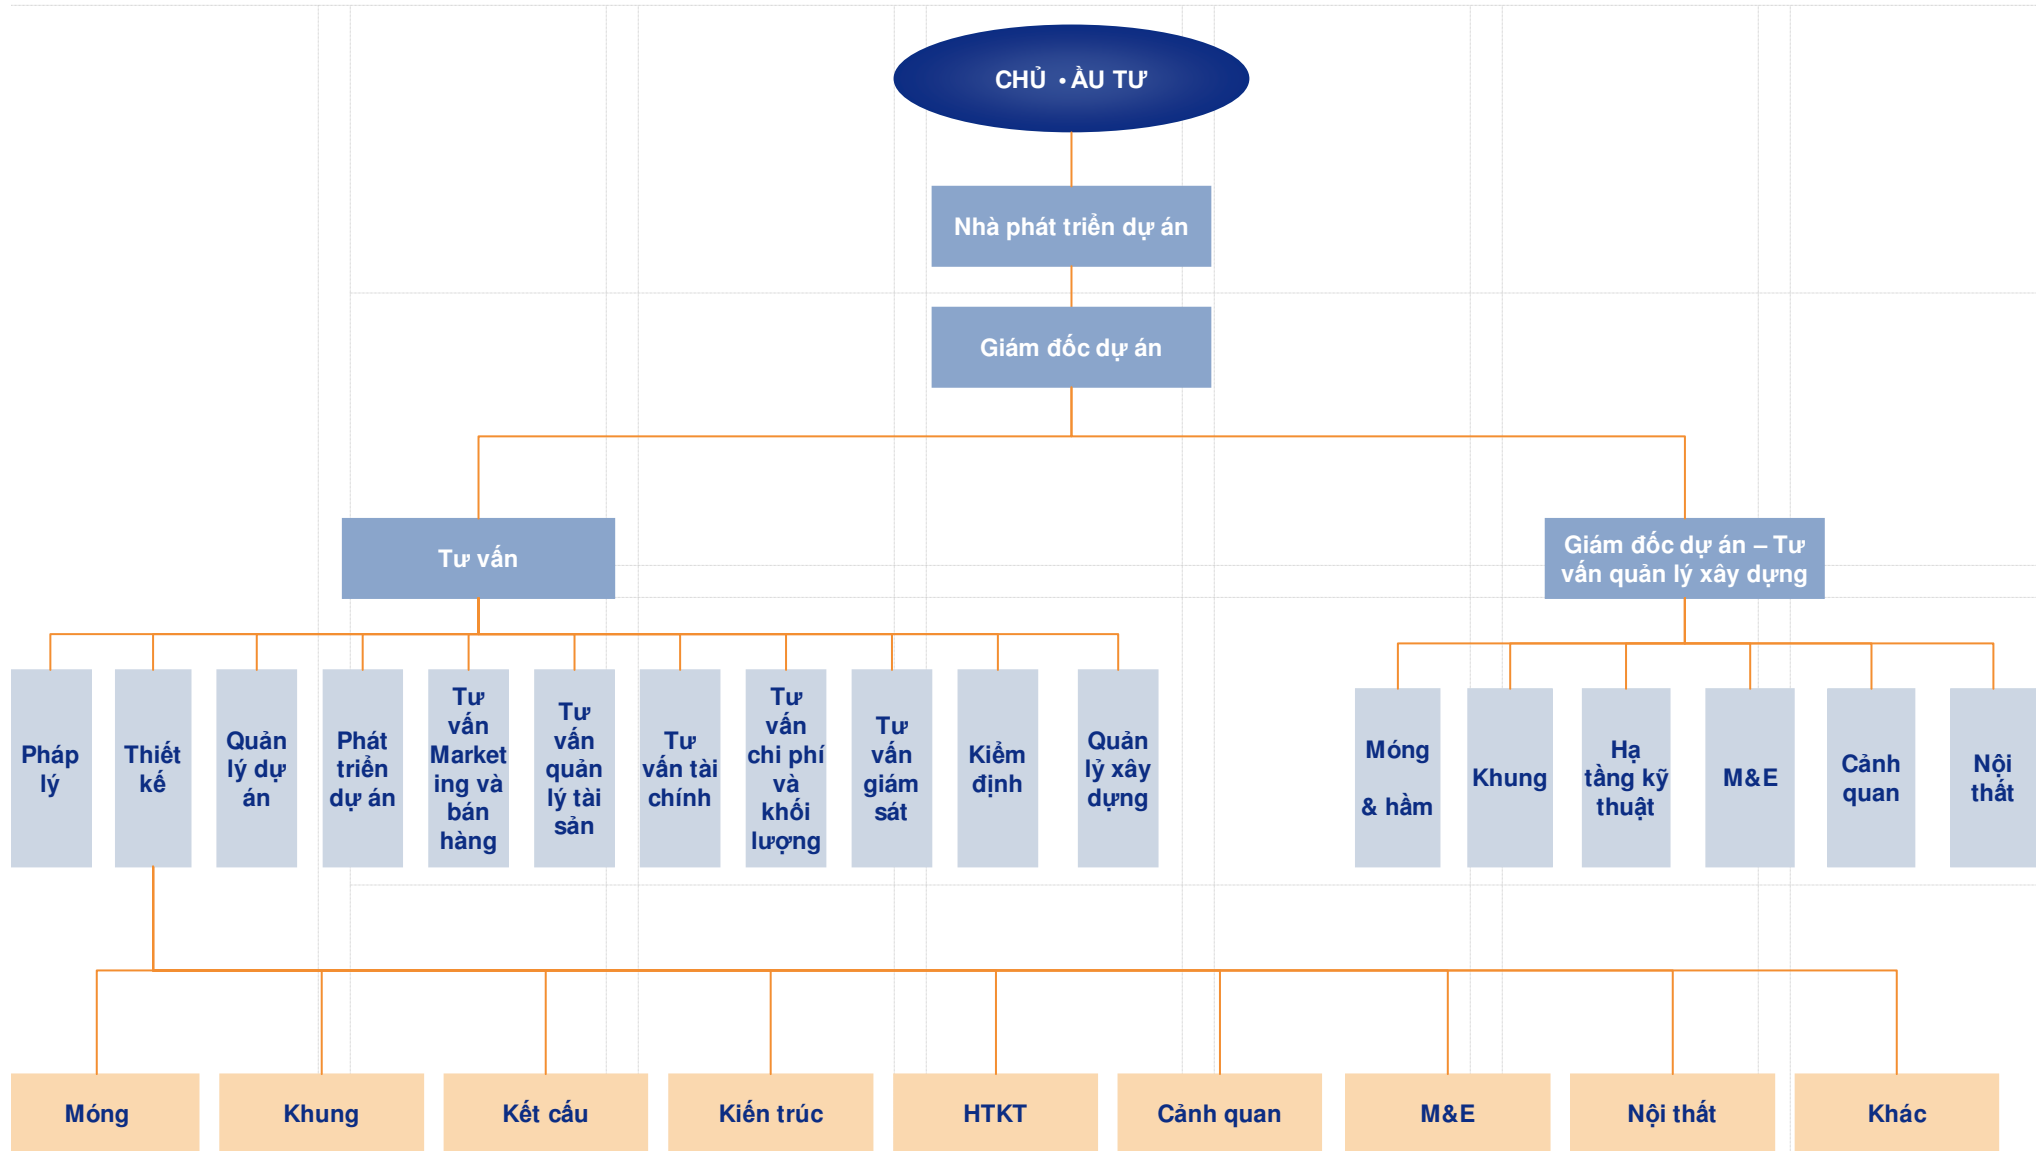 CHỦ •ẦU TƯ
Nhà phát triển dự án
Giám đốc dự án
Tư vấn
Giám đốc dự án – Tư
vấn quản lý xây dựng
Pháp
lý
Thiết
kế
Quản
lý dự
án
Phát
triển
dự án
Tư
vấn
Market
ing và
bán
hàng
Tư
vấn
quản
lý tài
sản
Tư
vấn tài
chính
Tư
vấn
chi phí
và
khối
lượng
Tư
vấn
giám
sát
Kiểm
định
Quản
lỷ xây
dựng
Móng
& hầm
Khung
Hạ
tầng kỹ
thuật
M&E
Cảnh
quan
Nội
thất
Móng
Khung
Kết cấu
Kiến trúc
HTKT
Cảnh quan
M&E
Nội thất
Khác